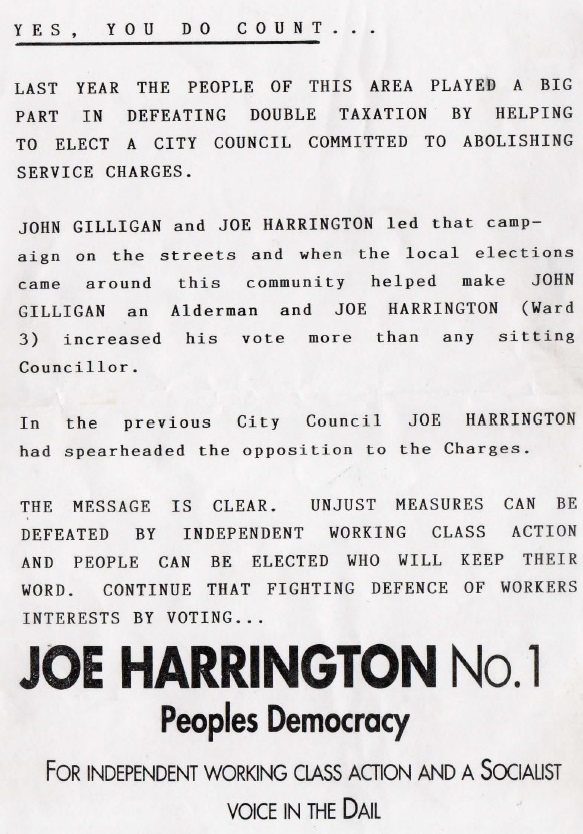 YES, YOU DO COUNT...
LAST YEAR THE PEOPLE OF THIS AREA PLAYED A BIG
PART IN DEFEATING DOUBLE TAXATION BY HELPING
TO ELECT A CITY COUNCIL COMMITTED TO ABOLISHING
SERVICE CHARGES.
JOHN GILLIGAN and JOE HARRINGTON led that camp-
aign on the streets and when the local elections
came around this community helped make JOHN
GILLIGAN an Alderman and JOE HARRINGTON (Ward
3) increased his vote more than any sitting
Councillor.
In the previous City Council JOE HARRINGTON
had spearheaded the opposition to the Charges.
THE MESSAGE IS CLEAR. UNJUST MEASURES CAN BE
DEFEATED BY INDEPENDENT WORKING CLASS ACTION
AND PEOPLE CAN BE ELECTED WHO WILL KEEP THEIR
WORD. CONTINUE THAT FIGHTING DEFENCE OF WORKERS
INTERESTS BY VOTING...
JOE HARRINGTON No.1
Peoples Democracy
FOR INDEPENDENT WORKING CLASS ACTION AND A SOCIALIST
VOICE IN THE DAIL